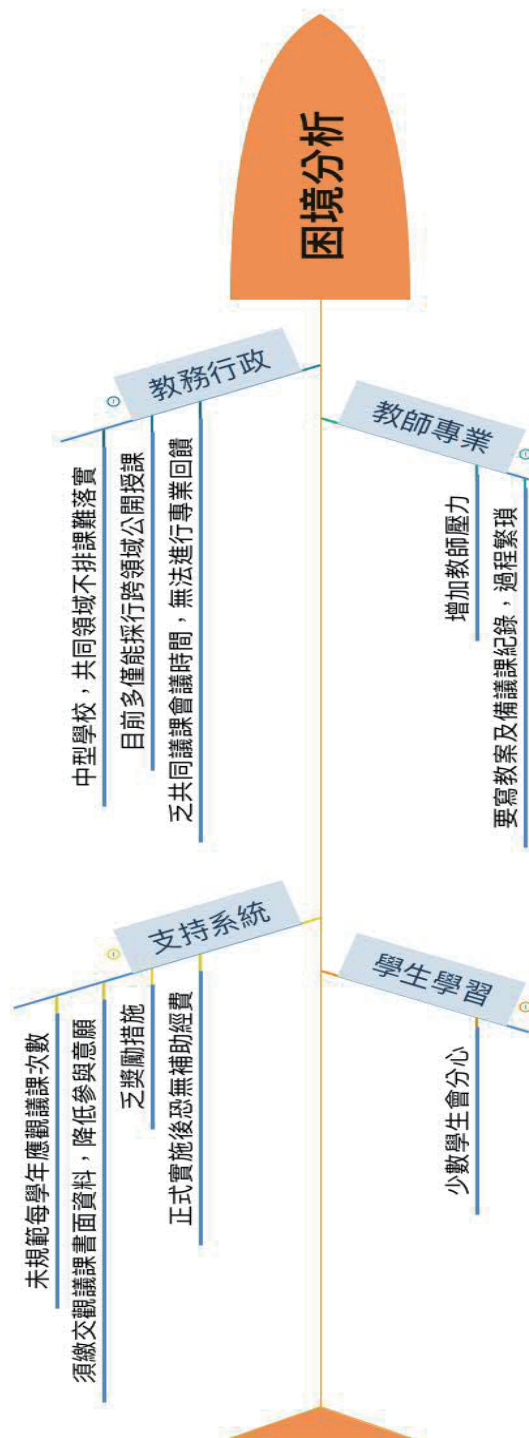 困境分析
教務行政
中型學校，共同領域不排課難落實
目前多僅能採行跨領域公開授課
乏共同議課會議時間，無法進行專業回饋
教師專業
增加教師壓力
要寫教案及備議課紀錄，過程繁瑣
支持系統
未規範每學年應觀議課次數
須繳交觀議課書面資料，降低參與意願
乏獎勵措施
正式實施後恐無補助經費
學生學習
少數學生會分心